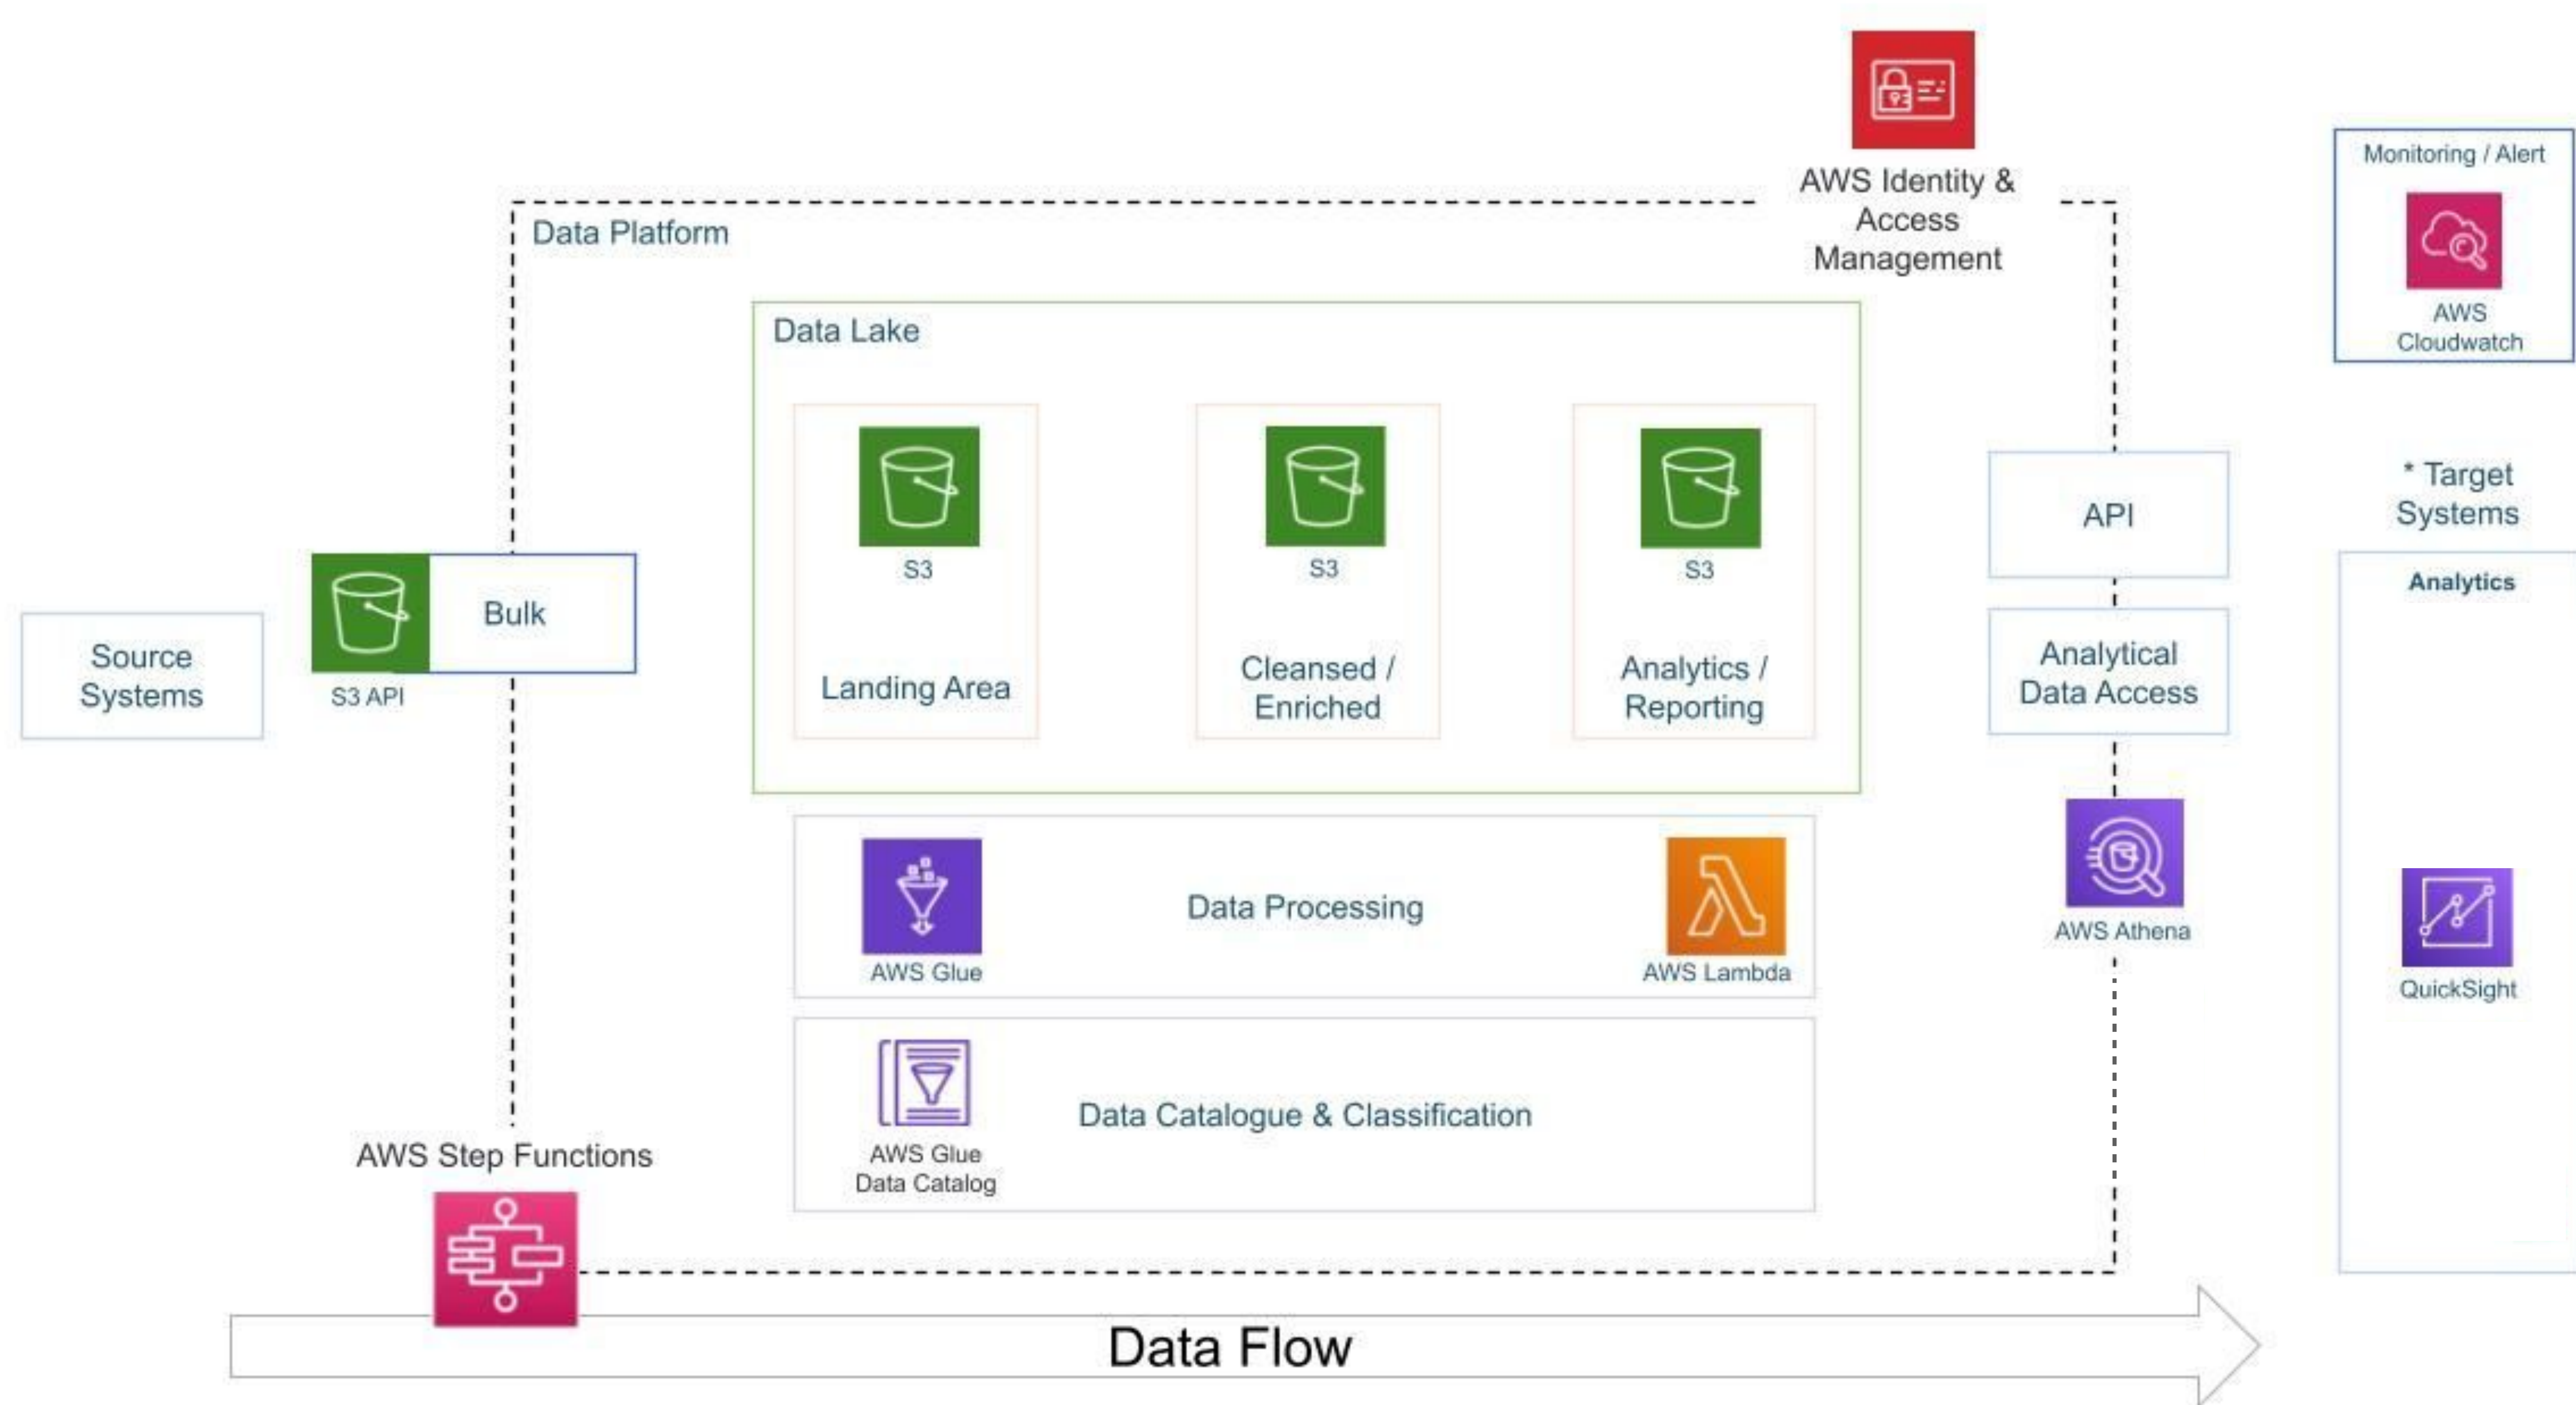 AWS Identity &
Access
Management
Monitoring / Alert
AWS
Cloudwatch
Data Platform
Data Lake
S3
Landing Area
S3
Cleansed /
Enriched
S3
Analytics /
Reporting
API
* Target
Systems
Analytics
Source
Systems
S3 API
Bulk
Analytical
Data Access
AWS Athena
QuickSight
AWS Glue
Data Processing
AWS Lambda
AWS Glue
Data Catalog
Data Catalogue & Classification
AWS Step Functions
Data Flow